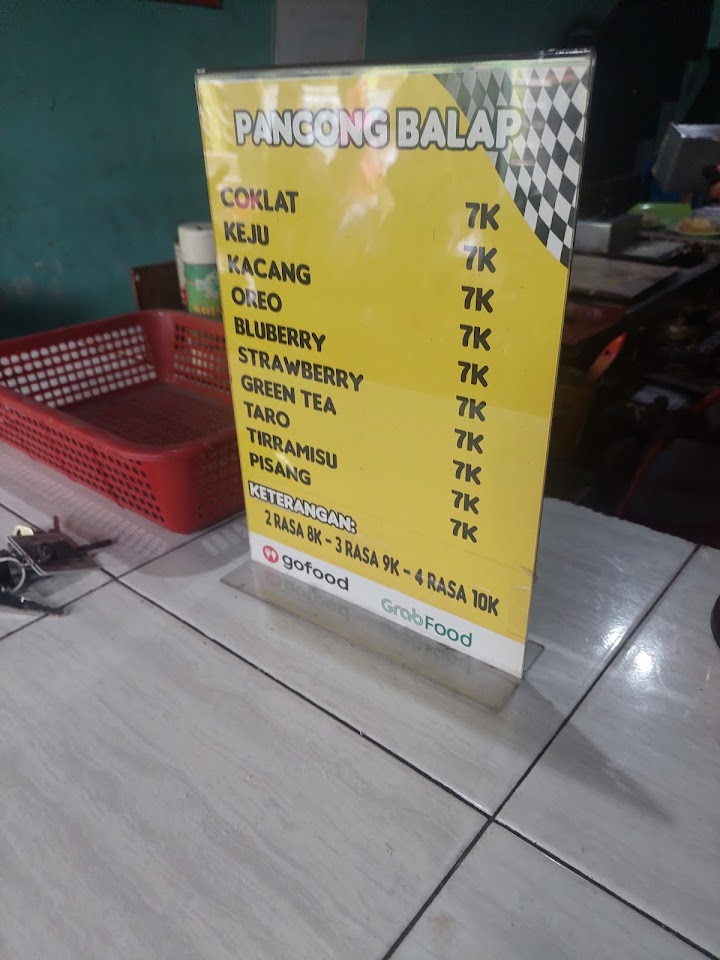 PANCONG BALAP
COKLAT 7K
KEJU 7K
KACANG 7K
OREO 7K
BLUBERRY 7K
STRAWBERRY 7K
GREEN TEA 7K
TARO 7K
TIRRAMISU 7K
PISANG 7K
KETERANGAN:
2 RASA 8K - 3 RASA 9K - 4 RASA 10K
gofood
GrabFood